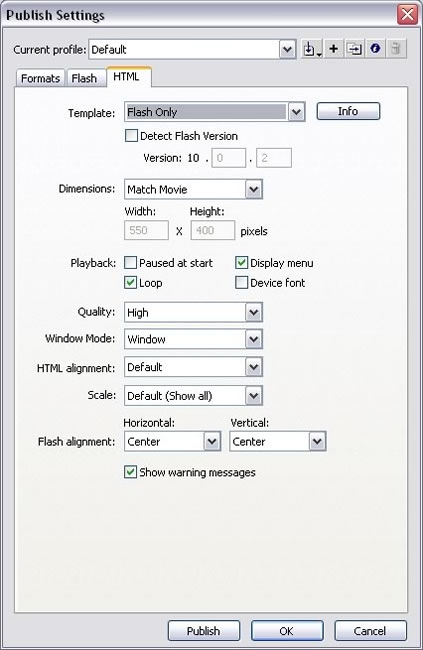 Publish Settings
Current profile: Default
Formats Flash HTML
Template: Flash Only Info
Detect Flash Version
Version: 10 . 0 . 2
Dimensions: Match Movie
Width: Height:
550 X 400 pixels
Playback: Paused at start Display menu
Loop Device font
Quality: High
Window Mode: Window
HTML alignment: Default
Scale: Default (Show all)
Horizontal: Vertical:
Flash alignment: Center Center
Show warning messages
Publish OK Cancel